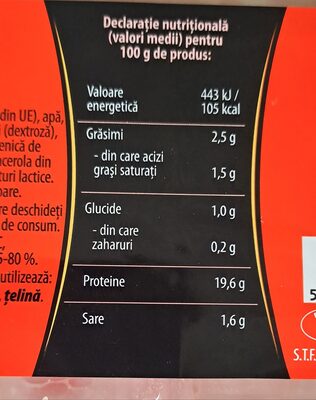 Declarație nutrițională
(valori medii) pentru
100 g de produs:
Valoare energetică 443 kJ / 105 kcal
Grăsimi 2,5 g
- din care acizi grași saturați 1,5 g
Glucide 1,0 g
- din care zaharuri 0,2 g
Proteine 19,6 g
Sare 1,6 g
din UE), apă,
(dextroză),
enică de
acerola din
turi lactice.
oare.
re deschideți
de consum.
5-80 %.
utilizează:
țelină.
S.T.F.